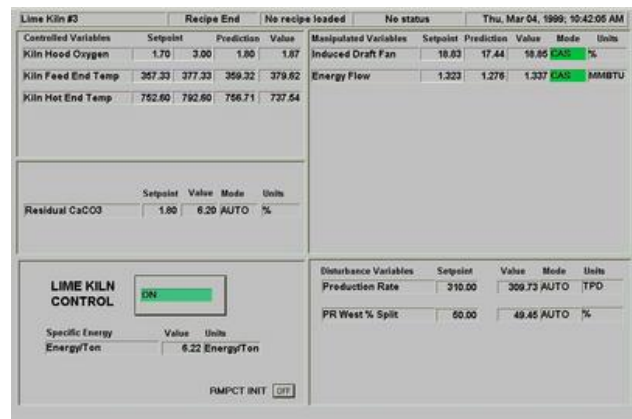 Lime Kiln #3 Recipe End No recipe loaded No status Thu, Mar 04, 1999; 10:42:05 AM
Controlled Variables Setpoint Prediction Value
Kiln Hood Oxygen 1.70 3.00 1.80 1.87
Kiln Feed End Temp 357.33 377.33 359.32 379.62
Kiln Hot End Temp 752.60 792.60 756.71 737.54
Manipulated Variables Setpoint Prediction Value Mode Units
Induced Draft Fan 18.83 17.44 18.85 CAS %
Energy Flow 1.323 1.276 1.337 CAS MMBTU
Setpoint Value Mode Units
Residual CaCO3 1.80 6.20 AUTO %
LIME KILN
CONTROL
ON
Specific Energy Value Units
Energy/Ton 6.22 Energy/Ton
RMPCT INIT OFF
Disturbance Variables Setpoint Value Mode Units
Production Rate 310.00 309.73 AUTO TPD
PR West % Split 50.00 49.45 AUTO %